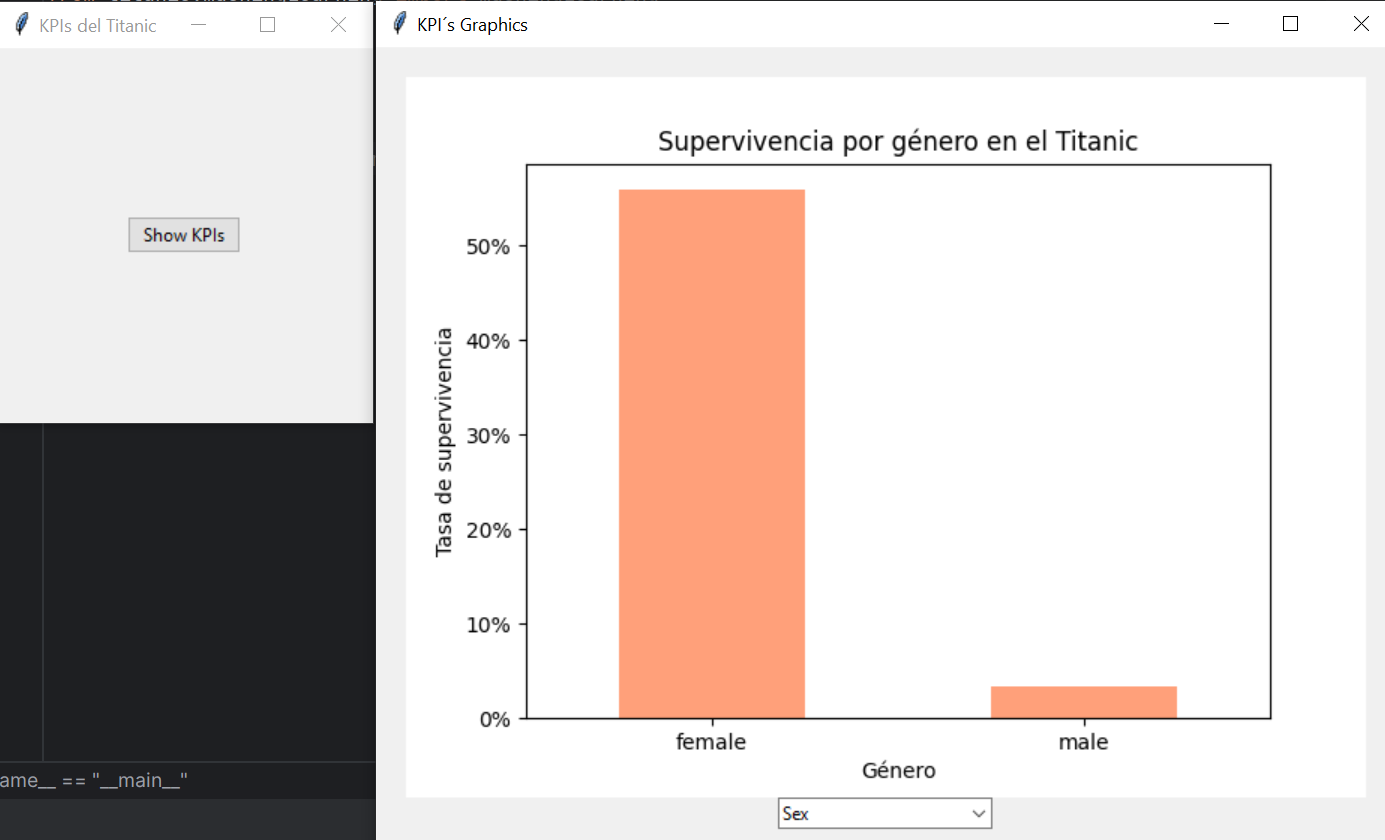 KPIs del Titanic
Show KPIs
ame__ == "__main__"
KPI´s Graphics
Supervivencia por género en el Titanic
Tasa de supervivencia
50%
40%
30%
20%
10%
0%
female
male
Género
Sex